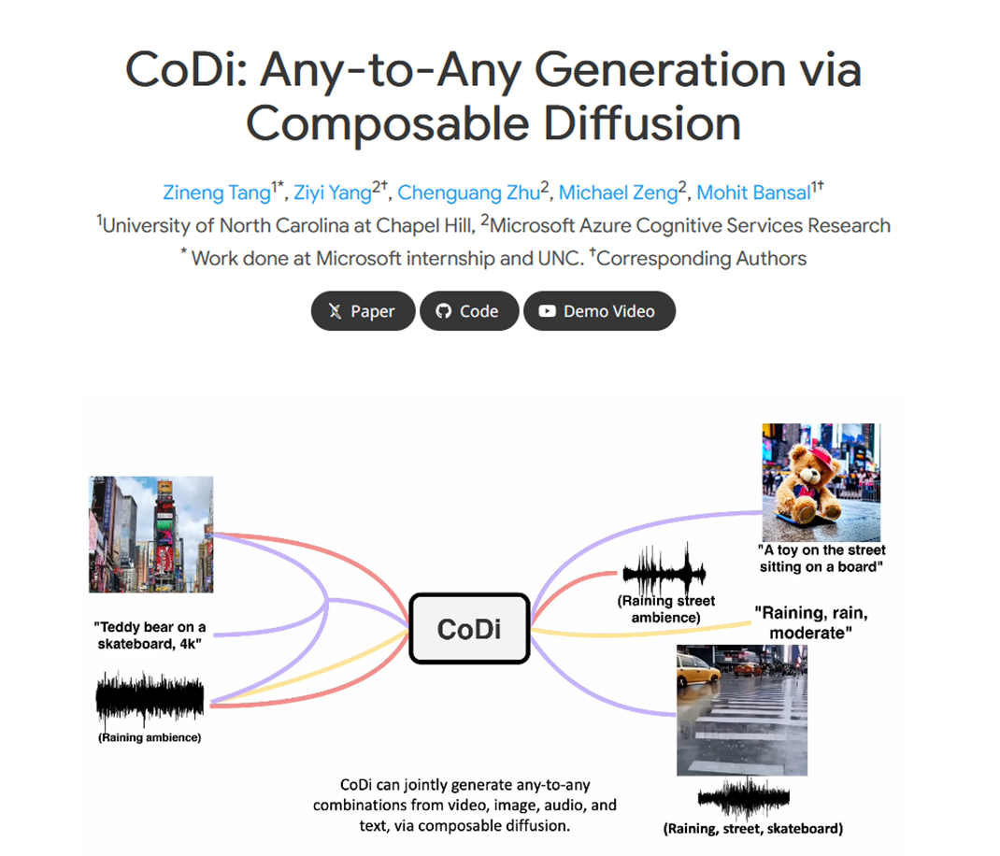 CoDi: Any-to-Any Generation via
Composable Diffusion
Zineng Tang1*, Ziyi Yang2†, Chenguang Zhu2, Michael Zeng2, Mohit Bansal1†
1University of North Carolina at Chapel Hill, 2Microsoft Azure Cognitive Services Research
* Work done at Microsoft internship and UNC. †Corresponding Authors
Paper Code Demo Video
"Teddy bear on a
skateboard, 4k"
(Raining ambience)
CoDi
"A toy on the street
sitting on a board"
(Raining street
ambience)
"Raining, rain,
moderate"
(Raining, street, skateboard)
CoDi can jointly generate any-to-any
combinations from video, image, audio, and
text, via composable diffusion.